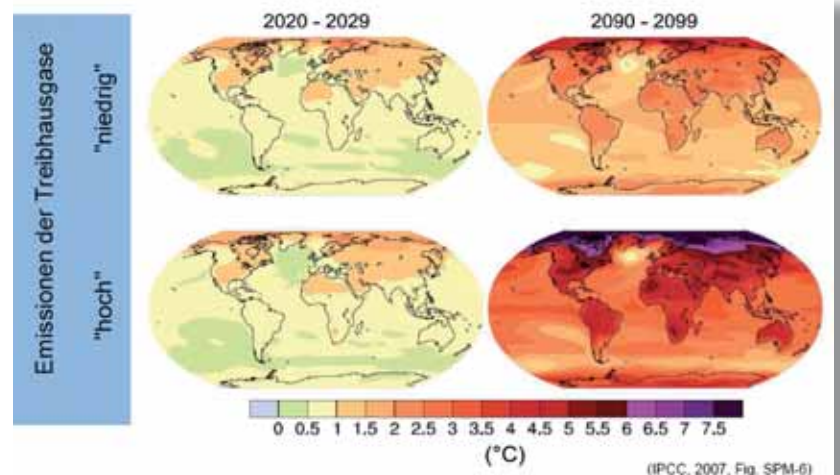 2020 - 2029
2090 - 2099
Emissionen der Treibhausgase
"niedrig"
"hoch"
0 0.5 1 1.5 2 2.5 3 3.5 4 4.5 5 5.5 6 6.5 7 7.5
(°C)
(IPCC, 2007, Fig. SPM-6)